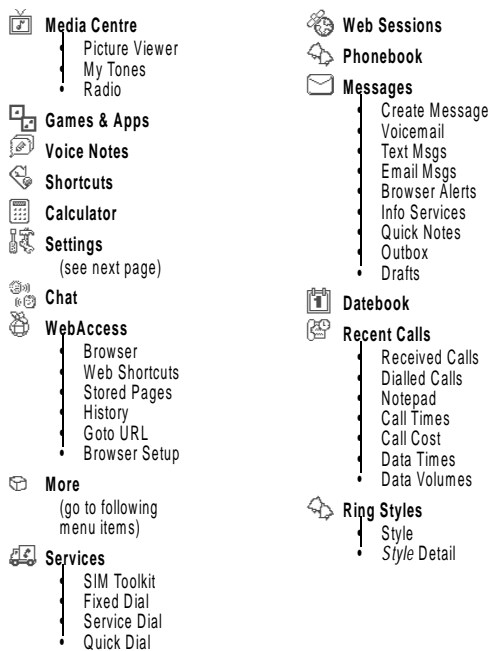 Media Centre
• Picture Viewer
• My Tones
• Radio
Games & Apps
Voice Notes
Shortcuts
Calculator
Settings
(see next page)
Chat
WebAccess
• Browser
• Web Shortcuts
• Stored Pages
• History
• Goto URL
• Browser Setup
More
(go to following
menu items)
Services
• SIM Toolkit
• Fixed Dial
• Service Dial
• Quick Dial
Web Sessions
Phonebook
Messages
• Create Message
• Voicemail
• Text Msgs
• Email Msgs
• Browser Alerts
• Info Services
• Quick Notes
• Outbox
• Drafts
Datebook
Recent Calls
• Received Calls
• Dialled Calls
• Notepad
• Call Times
• Call Cost
• Data Times
• Data Volumes
Ring Styles
• Style
• Style Detail